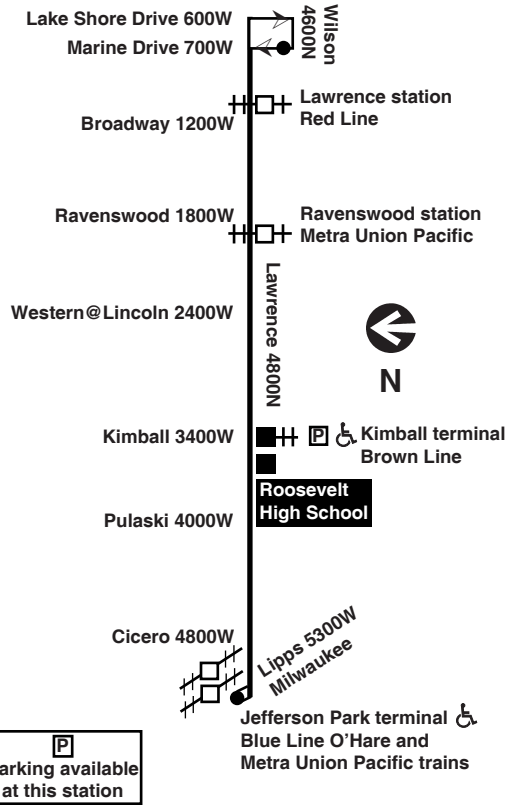 Lake Shore Drive 600W
Marine Drive 700W
Wilson
4600N
Lawrence station
Red Line
Broadway 1200W
Ravenswood 1800W
Ravenswood station
Metra Union Pacific
Lawrence 4800N
Western@Lincoln 2400W
N
Kimball 3400W
P
Kimball terminal
Brown Line
Roosevelt
High School
Pulaski 4000W
Cicero 4800W
Lipps 5300W
Milwaukee
Jefferson Park terminal
Blue Line O'Hare and
Metra Union Pacific trains
P
arking available
at this station